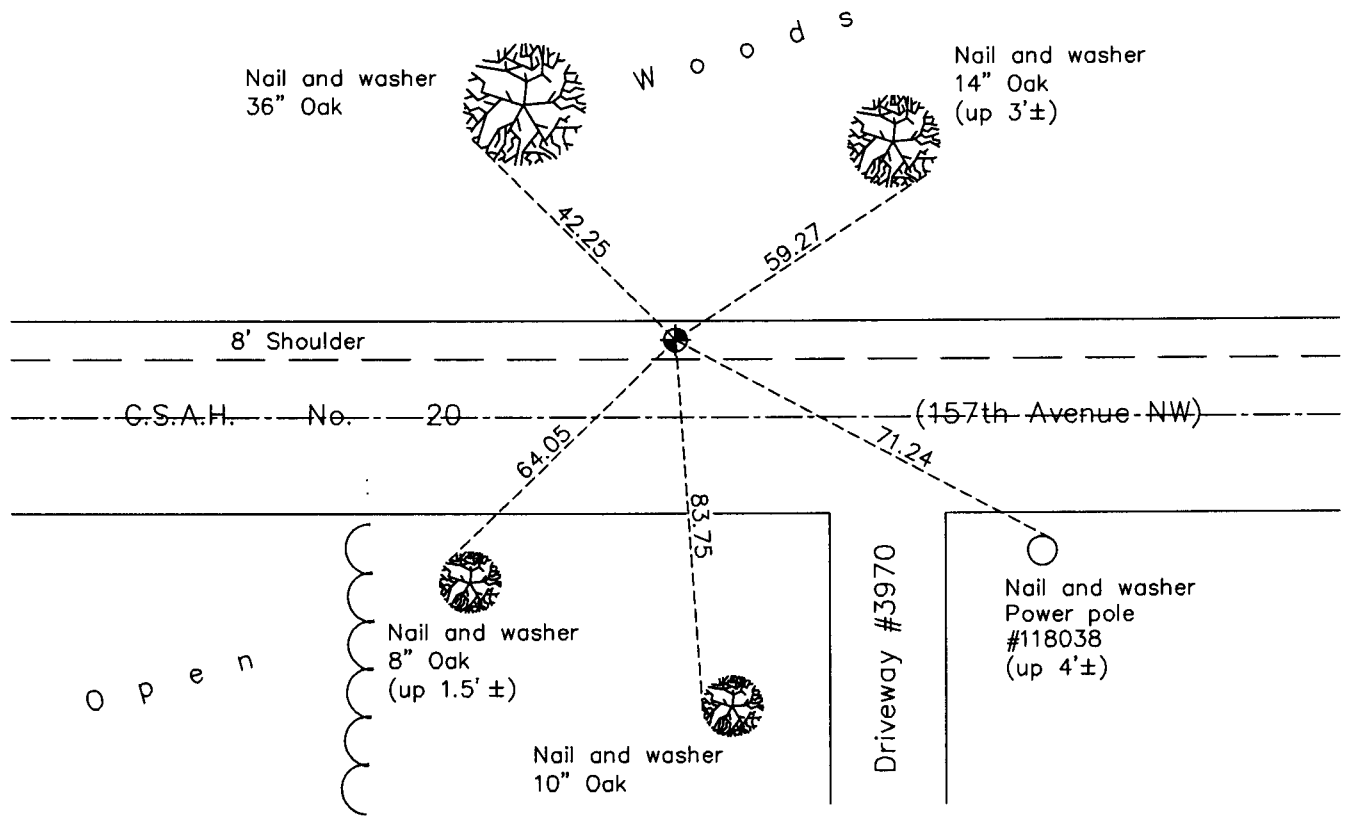 W o o d s
Nail and washer
36" Oak
Nail and washer
14" Oak
(up 3'±)
42.25
59.27
8' Shoulder
C.S.A.H. No. 20
(157th Avenue NW)
64.05
83.75
71.24
Nail and washer
8" Oak
(up 1.5' ±)
O p e n
Nail and washer
10" Oak
Driveway #3970
Nail and washer
Power pole
#118038
(up 4'±)